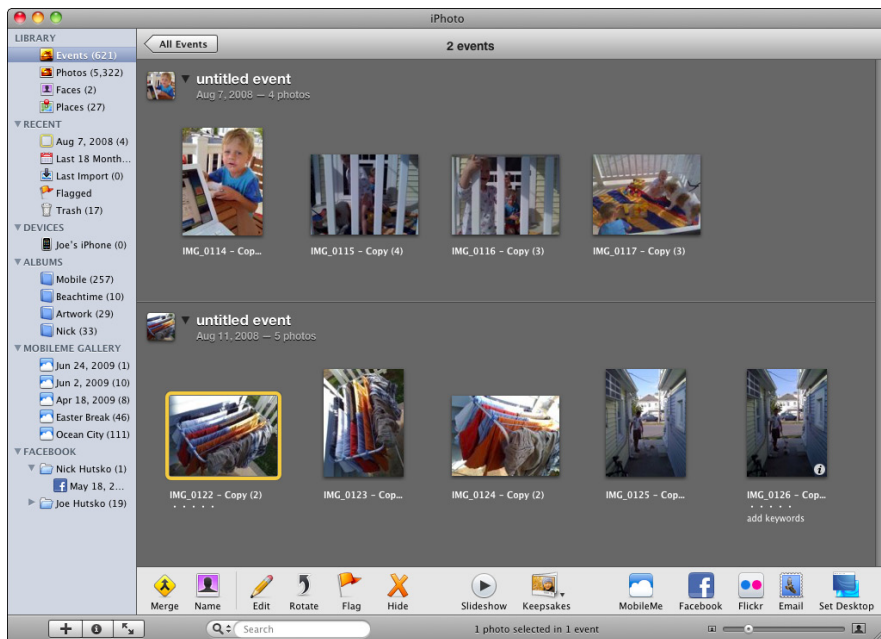 iPhoto
LIBRARY
Events (621)
Photos (5,322)
Faces (2)
Places (27)
RECENT
Aug 7, 2008 (4)
Last 18 Month...
Last Import (0)
Flagged
Trash (17)
DEVICES
Joe's iPhone (0)
ALBUMS
Mobile (257)
Beachtime (10)
Artwork (29)
Nick (33)
MOBILEME GALLERY
Jun 24, 2009 (1)
Jun 2, 2009 (10)
Apr 18, 2009 (8)
Easter Break (46)
Ocean City (111)
FACEBOOK
Nick Hutsko (1)
May 18, 2...
Joe Hutsko (19)
All Events
2 events
untitled event
Aug 7, 2008 — 4 photos
IMG_0114 – Cop...
IMG_0115 – Copy (4)
IMG_0116 – Copy (3)
IMG_0117 – Copy (3)
untitled event
Aug 11, 2008 — 5 photos
IMG_0122 – Copy (2)
IMG_0123 – Cop...
IMG_0124 – Copy (2)
IMG_0125 – Cop...
IMG_0126 – Cop...
add keywords
Merge
Name
Edit
Rotate
Flag
Hide
Slideshow
Keepsakes
MobileMe
Facebook
Flickr
Email
Set Desktop
Search
1 photo selected in 1 event